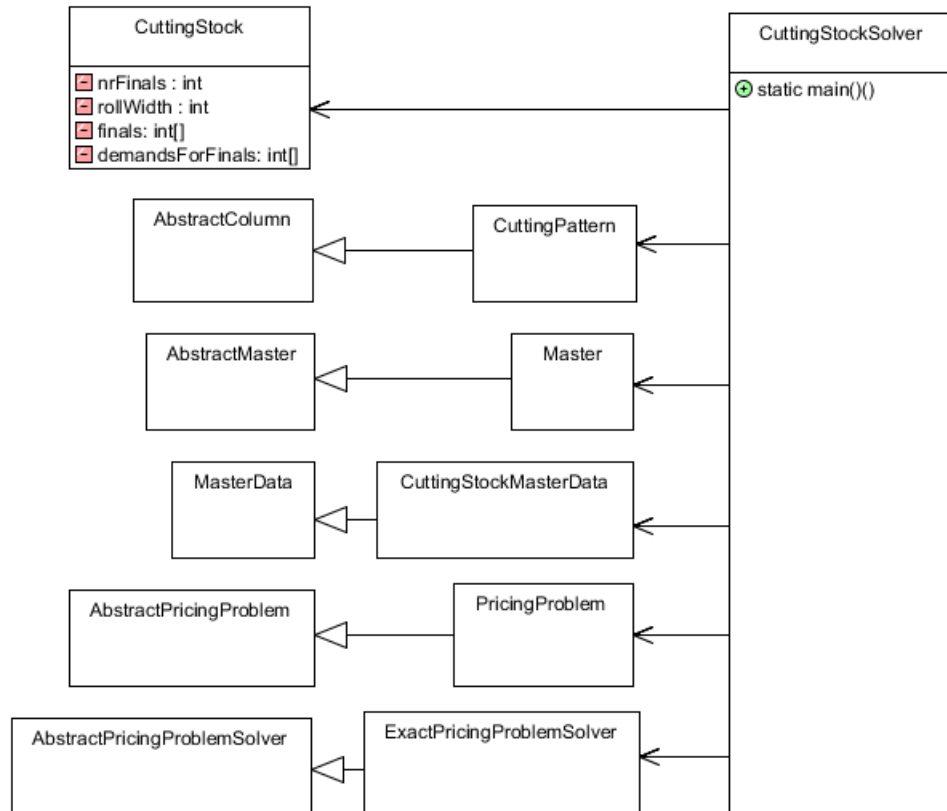 CuttingStock
nrFinals : int
rollWidth : int
finals: int[]
demandsForFinals: int[]
CuttingStockSolver
static main()()
AbstractColumn
CuttingPattern
AbstractMaster
Master
MasterData
CuttingStockMasterData
AbstractPricingProblem
PricingProblem
AbstractPricingProblemSolver
ExactPricingProblemSolver